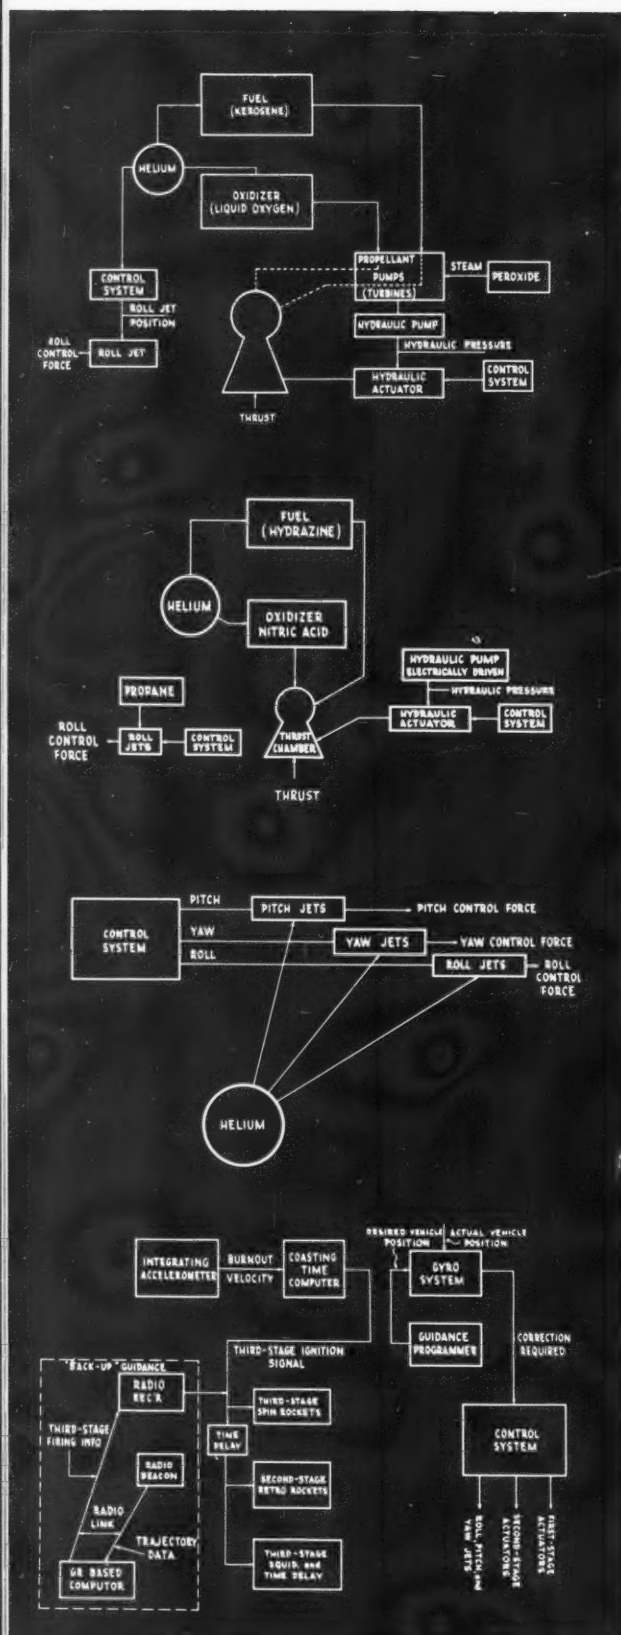 FUEL
(KEROSENE)
HELIUM
OXIDIZER
(LIQUID OXYGEN)
CONTROL
SYSTEM
ROLL JET
POSITION
ROLL
CONTROL
FORCE
ROLL JET
PROPELLANT
PUMPS
(TURBINES)
STEAM
PEROXIDE
HYDRAULIC PUMP
HYDRAULIC PRESSURE
HYDRAULIC
ACTUATOR
CONTROL
SYSTEM
THRUST
FUEL
(HYDRAZINE)
HELIUM
OXIDIZER
NITRIC ACID
HYDRAULIC PUMP
ELECTRICALLY DRIVEN
HYDRAULIC PRESSURE
HYDRAULIC
ACTUATOR
CONTROL
SYSTEM
PROPANE
ROLL
CONTROL
FORCE
ROLL
JETS
CONTROL
SYSTEM
THRUST
CHAMBER
THRUST
CONTROL
SYSTEM
PITCH
PITCH JETS
PITCH CONTROL FORCE
YAW
YAW JETS
YAW CONTROL FORCE
ROLL
ROLL JETS
ROLL
CONTROL
FORCE
HELIUM
INTEGRATING
ACCELEROMETER
BURNOUT
VELOCITY
COASTING
TIME
COMPUTER
DESIRED VEHICLE
POSITION
ACTUAL VEHICLE
POSITION
GYRO
SYSTEM
GUIDANCE
PROGRAMMER
CORRECTION
REQUIRED
THIRD-STAGE IGNITION
SIGNAL
"BACK-UP" GUIDANCE
RADIO
REC'R
THIRD-STAGE
FIRING INFO
RADIO
BEACON
RADIO
LINK
TRAJECTORY
DATA
GR BASED
COMPUTOR
TIME
DELAY
THIRD-STAGE
SPIN ROCKETS
SECOND-STAGE
RETRO ROCKETS
THIRD-STAGE
SQUIB and
TIME DELAY
CONTROL
SYSTEM
ROLL PITCH and
YAW JETS
SECOND-STAGE
ACTUATORS
FIRST-STAGE
ACTUATORS